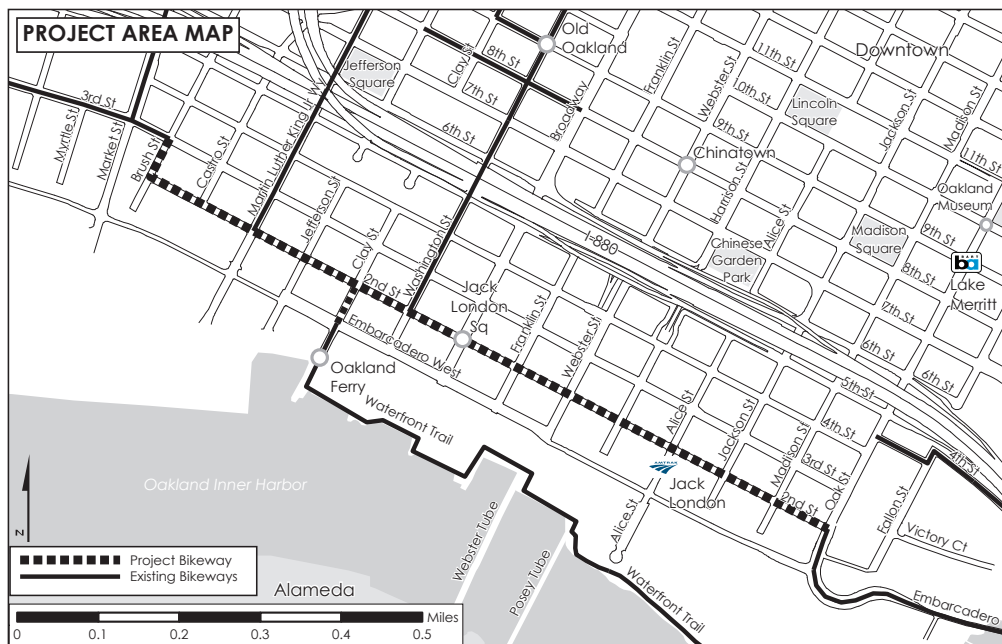 PROJECT AREA MAP
Old
Oakland
Downtown
Jefferson
Square
Clay St
8th St
7th St
6th St
Broadway
Franklin St
Webster St
11th St
10th St
9th St
Lincoln
Square
Jackson St
Madison St
11th St
3rd St
Myrtle St
Market St
Brush St
Castro St
Martin Luther King Jr Wy
Jefferson St
Clay St
2nd St
Washington St
Chinatown
Harrison St
Alice St
Oakland
Museum
Madison
Square
9th St
8th St
7th St
6th St
6th St
Lake
Merritt
I-880
Chinese
Garden
Park
Jack
London
Sq
Franklin St
Webster St
Embarcadero West
Oakland
Ferry
Waterfront Trail
5th St
4th St
4th St
3rd St
2nd St
Alice St
Jackson St
Madison St
Oak St
Fallon St
Victory Ct
AMTRAK
Jack
London
Alice St
Oakland Inner Harbor
Webster Tube
Posey Tube
Waterfront Trail
Embarcadero
N
Project Bikeway
Existing Bikeways
Alameda
Miles
0 0.1 0.2 0.3 0.4 0.5
ba